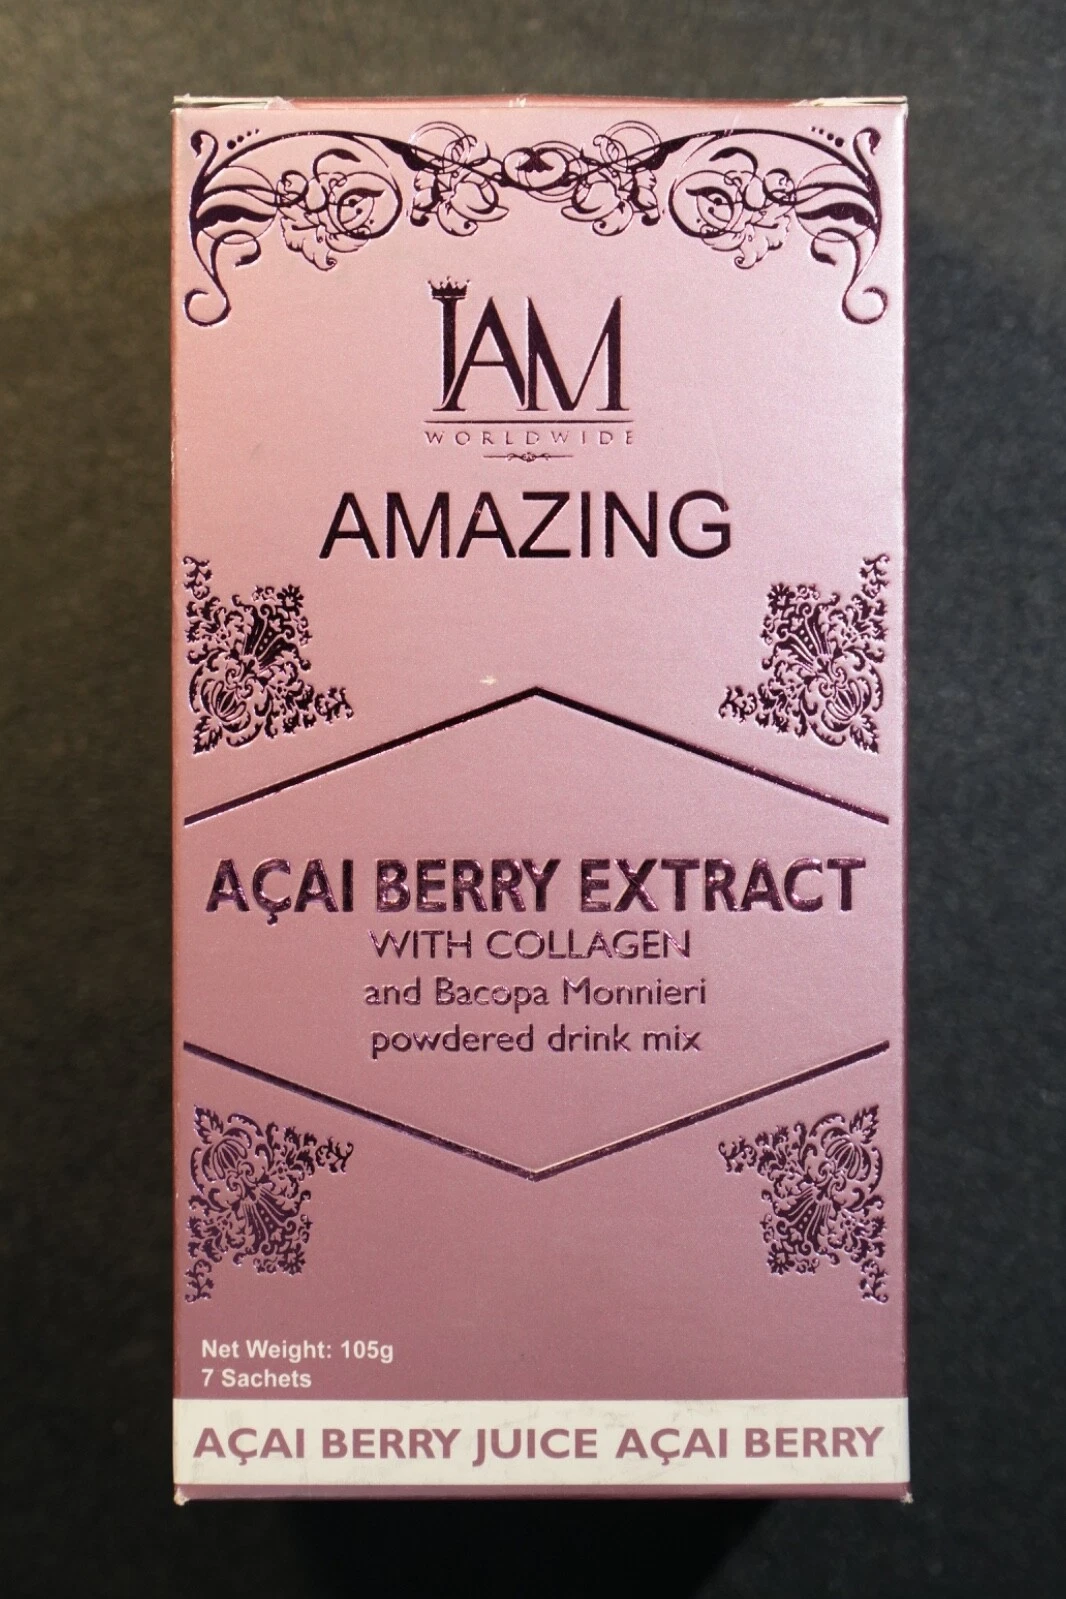 IAM
WORLDWIDE
AMAZING
AÇAI BERRY EXTRACT
WITH COLLAGEN
and Bacopa Monnieri
powdered drink mix
Net Weight: 105g
7 Sachets
AÇAI BERRY JUICE AÇAI BERRY